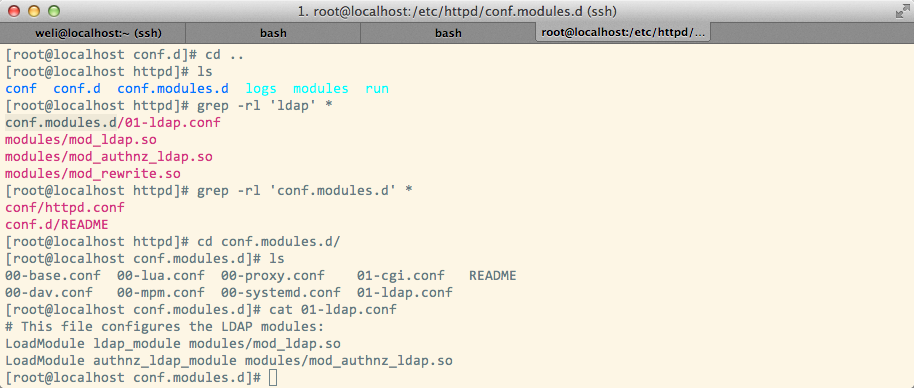 1. root@localhost:/etc/httpd/conf.modules.d (ssh)
weli@localhost:~ (ssh) bash bash root@localhost:/etc/httpd/...
[root@localhost conf.d]# cd ..
[root@localhost httpd]# ls
conf  conf.d  conf.modules.d  logs  modules  run
[root@localhost httpd]# grep -rl 'ldap' *
conf.modules.d/01-ldap.conf
modules/mod_ldap.so
modules/mod_authnz_ldap.so
modules/mod_rewrite.so
[root@localhost httpd]# grep -rl 'conf.modules.d' *
conf/httpd.conf
conf.d/README
[root@localhost httpd]# cd conf.modules.d/
[root@localhost conf.modules.d]# ls
00-base.conf  00-lua.conf  00-proxy.conf    01-cgi.conf   README
00-dav.conf   00-mpm.conf  00-systemd.conf  01-ldap.conf
[root@localhost conf.modules.d]# cat 01-ldap.conf
# This file configures the LDAP modules:
LoadModule ldap_module modules/mod_ldap.so
LoadModule authnz_ldap_module modules/mod_authnz_ldap.so
[root@localhost conf.modules.d]#